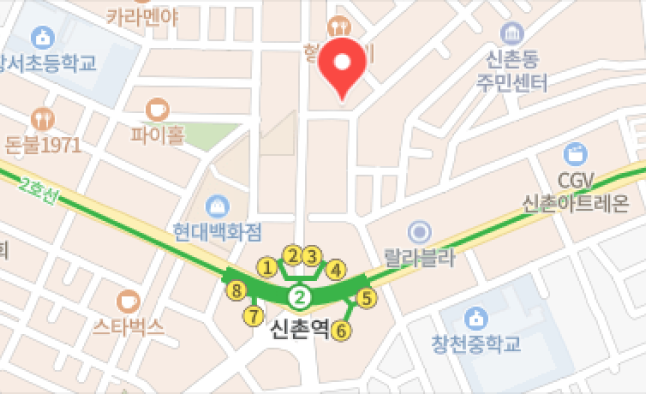 카라멘야
창서초등학교
신촌동
주민센터
파이홀
돈불1971
CGV
신촌아트레온
2호선
현대백화점
랄라블라
1
2
3
4
8
2
5
7
6
신촌역
스타벅스
창천중학교